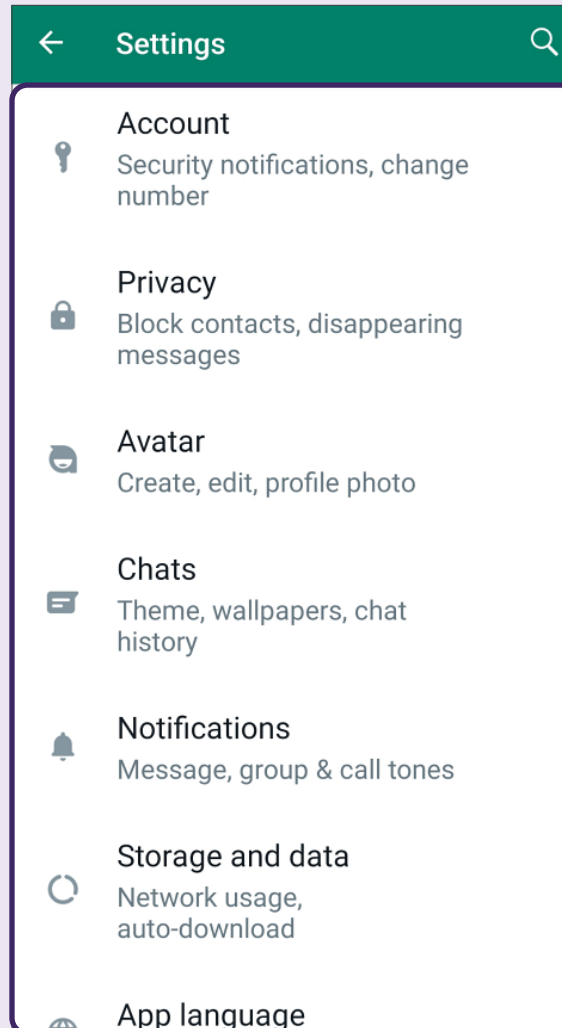 Settings
Account
Security notifications, change
number
Privacy
Block contacts, disappearing
messages
Avatar
Create, edit, profile photo
Chats
Theme, wallpapers, chat
history
Notifications
Message, group & call tones
Storage and data
Network usage,
auto-download
App language